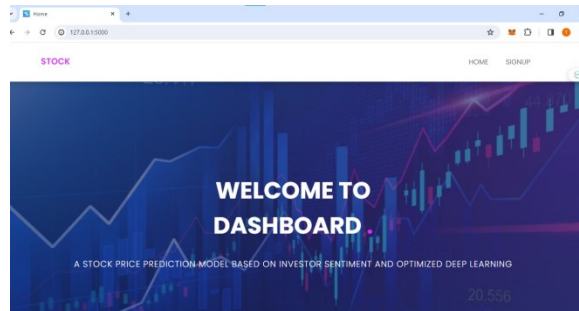 Home
127.0.0.1:5000
STOCK
HOME SIGNUP
WELCOME TO
DASHBOARD .
A STOCK PRICE PREDICTION MODEL BASED ON INVESTOR SENTIMENT AND OPTIMIZED DEEP LEARNING
20.556